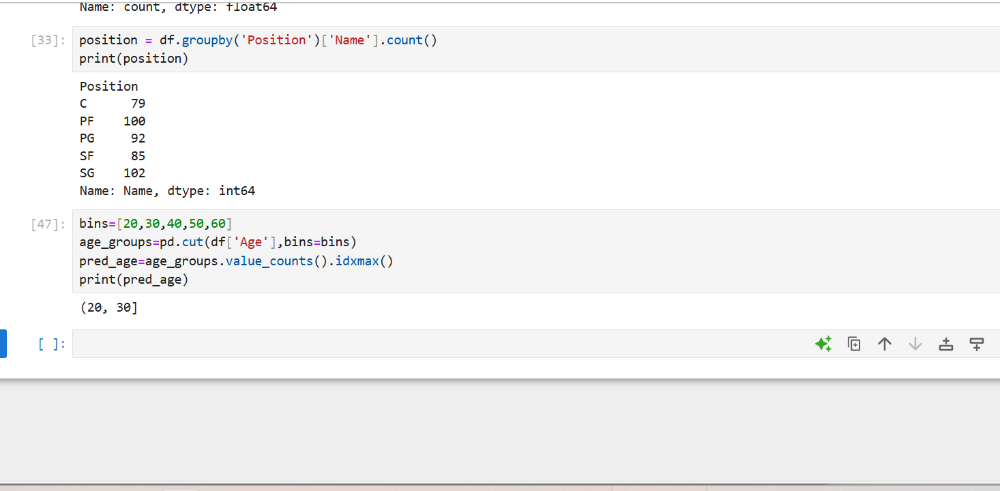 Name: count, dtype: float64
[33]: position = df.groupby('Position')['Name'].count()
print(position)
Position
C      79
PF    100
PG     92
SF     85
SG    102
Name: Name, dtype: int64
[47]: bins=[20,30,40,50,60]
age_groups=pd.cut(df['Age'],bins=bins)
pred_age=age_groups.value_counts().idxmax()
print(pred_age)
(20, 30]
[ ]: